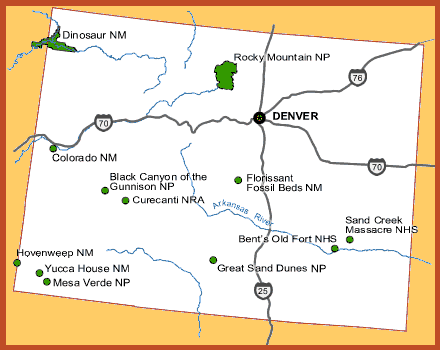 Dinosaur NM
Rocky Mountain NP
76
DENVER
70
70
Colorado NM
Black Canyon of the
Gunnison NP
Curecanti NRA
Florissant
Fossil Beds NM
Arkansas River
Sand Creek
Massacre NHS
Bent's Old Fort NHS
Hovenweep NM
Yucca House NM
Mesa Verde NP
Great Sand Dunes NP
25